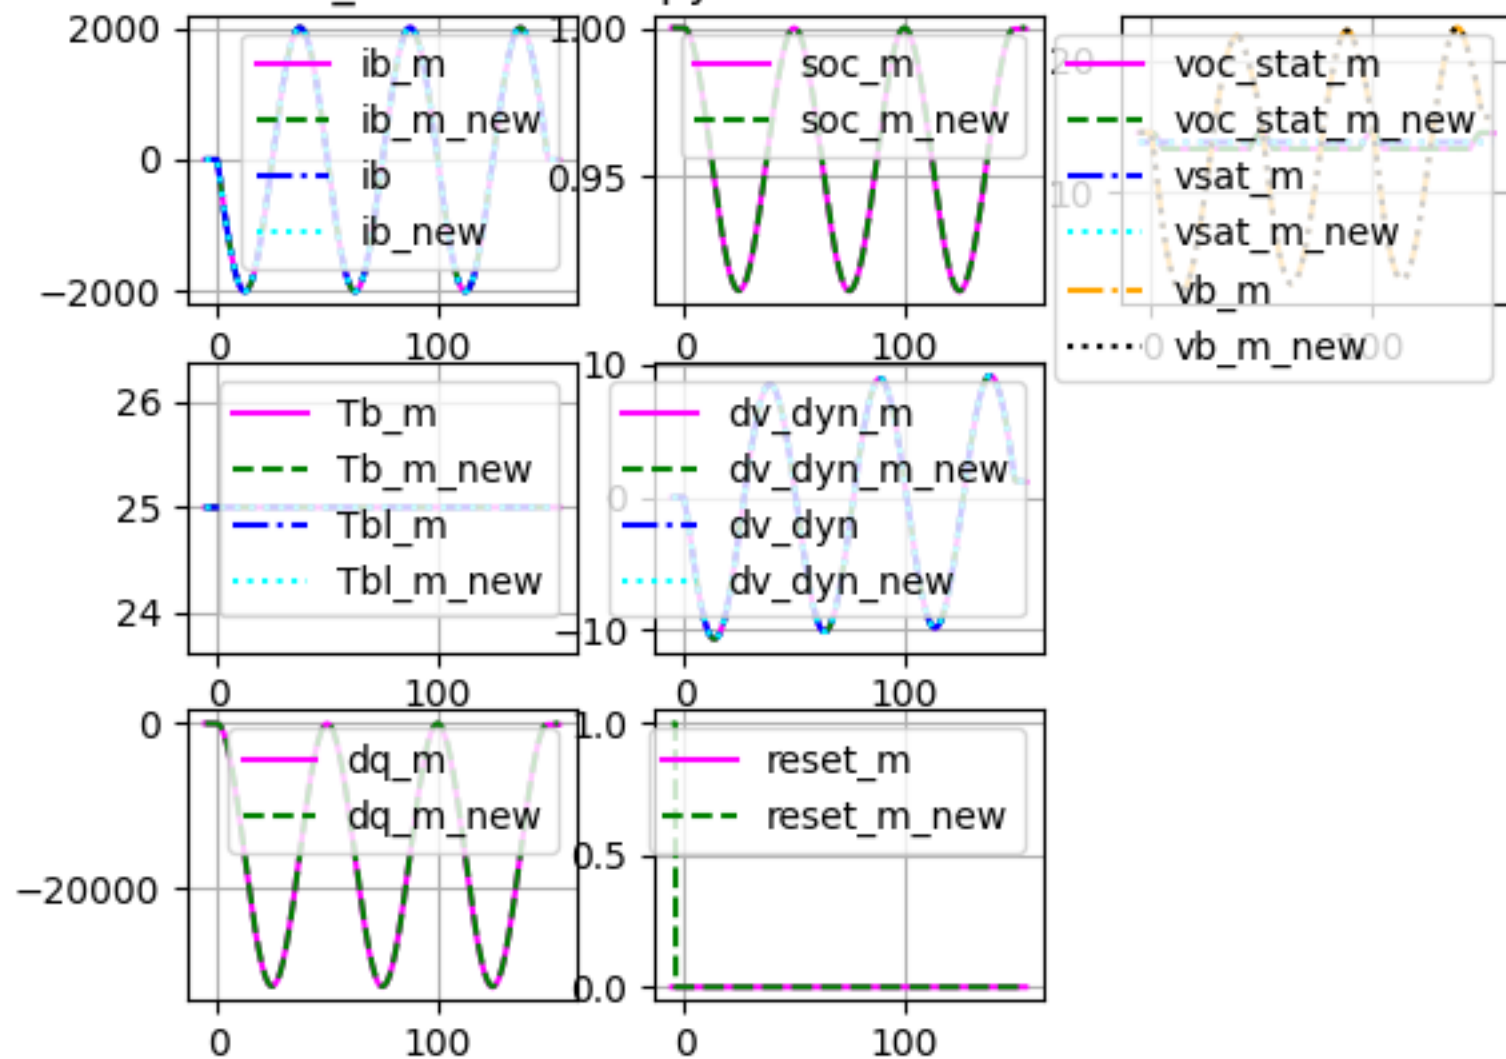 2000
0
−2000
0
100
ib_m
ib_m_new
ib
ib_new
1.00
0.95
0
100
soc_m
soc_m_new
20
10
0
voc_stat_m
voc_stat_m_new
vsat_m
vsat_m_new
vb_m
vb_m_new
26
25
24
0
100
Tb_m
Tb_m_new
Tbl_m
Tbl_m_new
10
0
−10
0
100
dv_dyn_m
dv_dyn_m_new
dv_dyn
dv_dyn_new
0
−20000
0
100
dq_m
dq_m_new
1.0
0.5
0.0
0
100
reset_m
reset_m_new